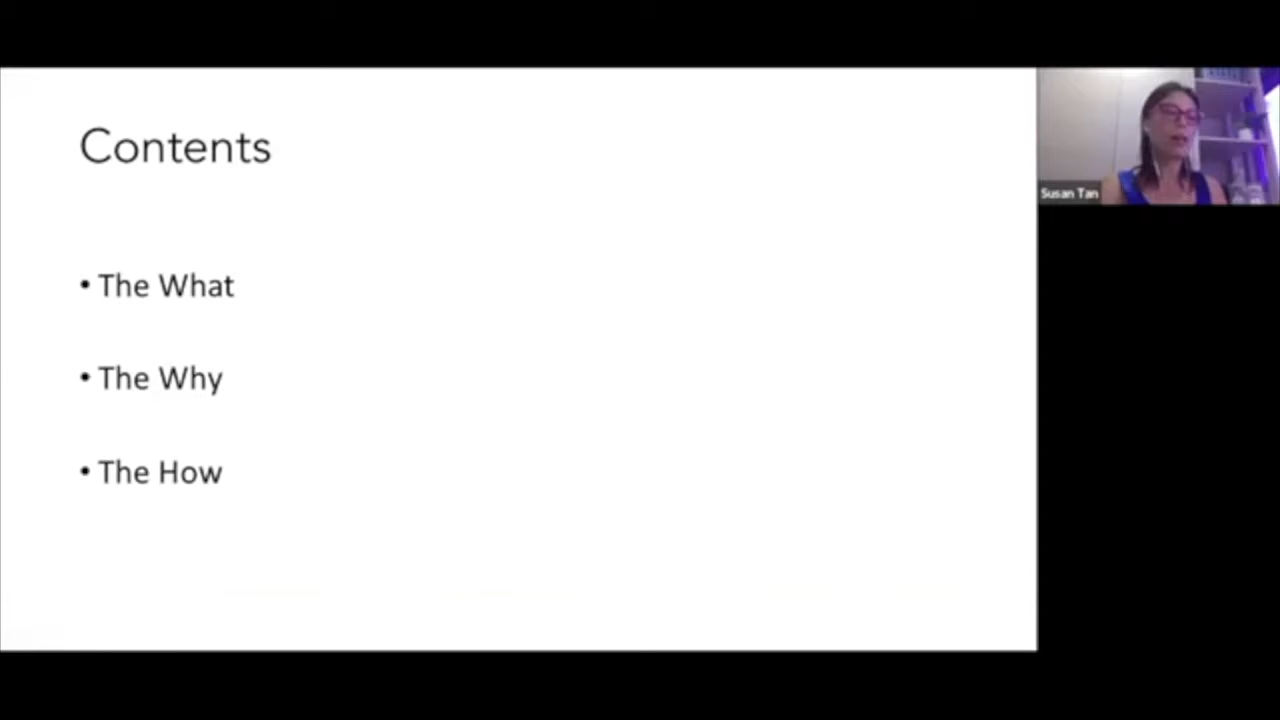 Contents
• The What
• The Why
• The How
Susan Tan